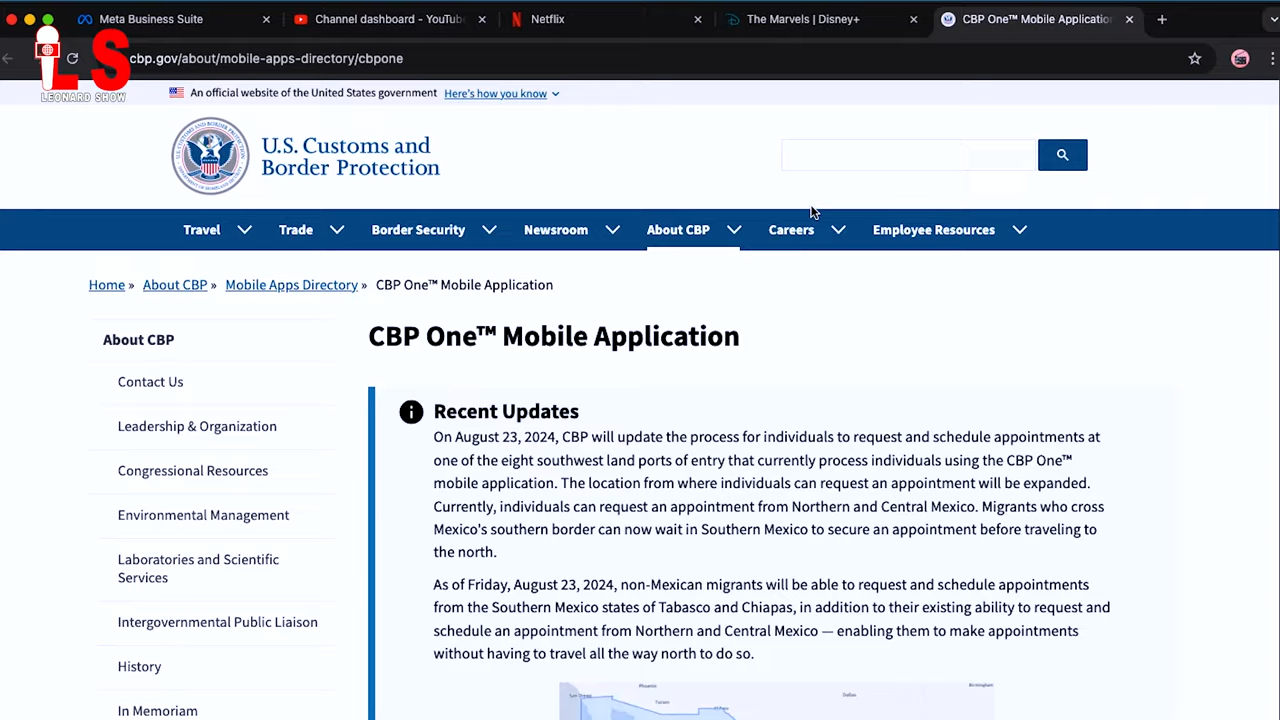 Meta Business Suite
Channel dashboard - YouTube
Netflix
The Marvels | Disney+
CBP One™ Mobile Application
LS
LEONARD SHOW
cbp.gov/about/mobile-apps-directory/cbpone
An official website of the United States government Here's how you know
U.S. Customs and
Border Protection
Travel Trade Border Security Newsroom About CBP Careers Employee Resources
Home » About CBP » Mobile Apps Directory » CBP One™ Mobile Application
About CBP
Contact Us
Leadership & Organization
Congressional Resources
Environmental Management
Laboratories and Scientific
Services
Intergovernmental Public Liaison
History
In Memoriam
CBP One™ Mobile Application
Recent Updates
On August 23, 2024, CBP will update the process for individuals to request and schedule appointments at
one of the eight southwest land ports of entry that currently process individuals using the CBP One™
mobile application. The location from where individuals can request an appointment will be expanded.
Currently, individuals can request an appointment from Northern and Central Mexico. Migrants who cross
Mexico's southern border can now wait in Southern Mexico to secure an appointment before traveling to
the north.
As of Friday, August 23, 2024, non-Mexican migrants will be able to request and schedule appointments
from the Southern Mexico states of Tabasco and Chiapas, in addition to their existing ability to request and
schedule an appointment from Northern and Central Mexico — enabling them to make appointments
without having to travel all the way north to do so.
Phoenix
Tucson
El Paso
Dallas
Birmingham